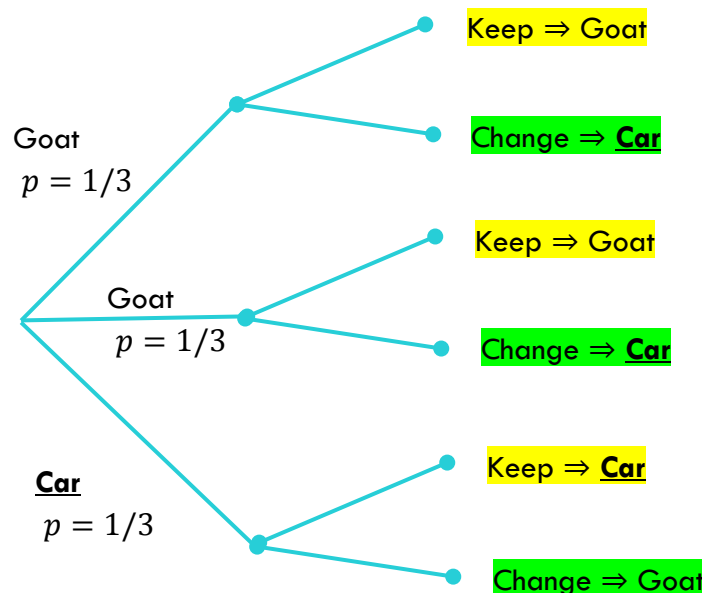 Keep ⇒ Goat
Goat
Change ⇒ Car
p = 1/3
Keep ⇒ Goat
Goat
p = 1/3
Change ⇒ Car
Keep ⇒ Car
Car
p = 1/3
Change ⇒ Goat